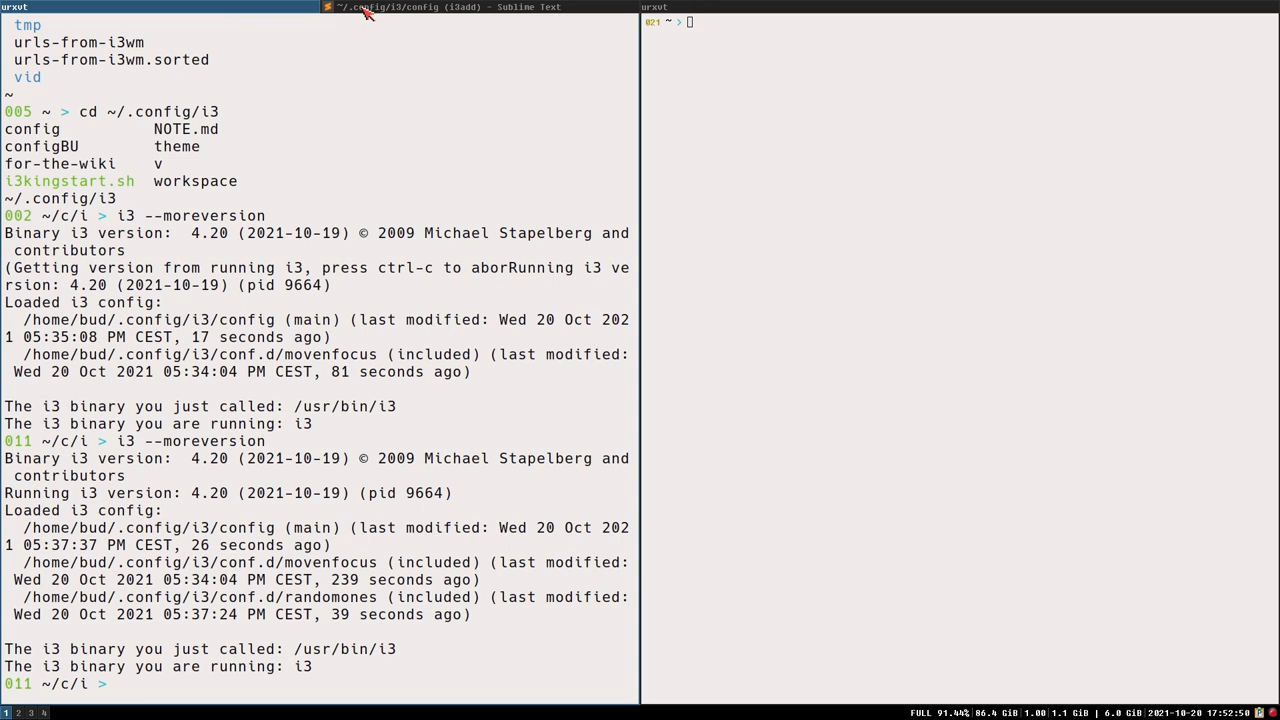 urxvt
~/.config/i3/config (i3add) - Sublime Text
urxvt
tmp
urls-from-i3wm
urls-from-i3wm.sorted
vid
~
005 ~ > cd ~/.config/i3
config NOTE.md
configBU theme
for-the-wiki v
i3kingstart.sh workspace
~/.config/i3
002 ~/c/i > i3 --moreversion
Binary i3 version:  4.20 (2021-10-19) © 2009 Michael Stapelberg and
contributors
(Getting version from running i3, press ctrl-c to aborRunning i3 ve
rsion: 4.20 (2021-10-19) (pid 9664)
Loaded i3 config:
/home/bud/.config/i3/config (main) (last modified: Wed 20 Oct 202
1 05:35:08 PM CEST, 17 seconds ago)
/home/bud/.config/i3/conf.d/movenfocus (included) (last modified:
Wed 20 Oct 2021 05:34:04 PM CEST, 81 seconds ago)
The i3 binary you just called: /usr/bin/i3
The i3 binary you are running: i3
011 ~/c/i > i3 --moreversion
Binary i3 version:  4.20 (2021-10-19) © 2009 Michael Stapelberg and
contributors
Running i3 version: 4.20 (2021-10-19) (pid 9664)
Loaded i3 config:
/home/bud/.config/i3/config (main) (last modified: Wed 20 Oct 202
1 05:37:37 PM CEST, 26 seconds ago)
/home/bud/.config/i3/conf.d/movenfocus (included) (last modified:
Wed 20 Oct 2021 05:34:04 PM CEST, 239 seconds ago)
/home/bud/.config/i3/conf.d/randomones (included) (last modified:
Wed 20 Oct 2021 05:37:24 PM CEST, 39 seconds ago)
The i3 binary you just called: /usr/bin/i3
The i3 binary you are running: i3
011 ~/c/i >
021 ~ >
1 2 3 4
FULL 91.44%|86.4 GiB|1.00|1.1 GiB | 6.0 GiB|2021-10-20 17:52:50